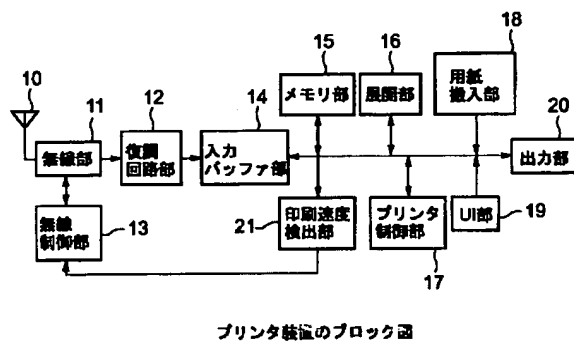 10
11
12
14
15
16
18
20
無線部
復調
回路部
入力
バッファ部
メモリ部
展開部
用紙
搬入部
出力部
無線
制御部
13
21
印刷速度
検出部
プリンタ
制御部
17
UI部
19
プリンタ装置のブロック図